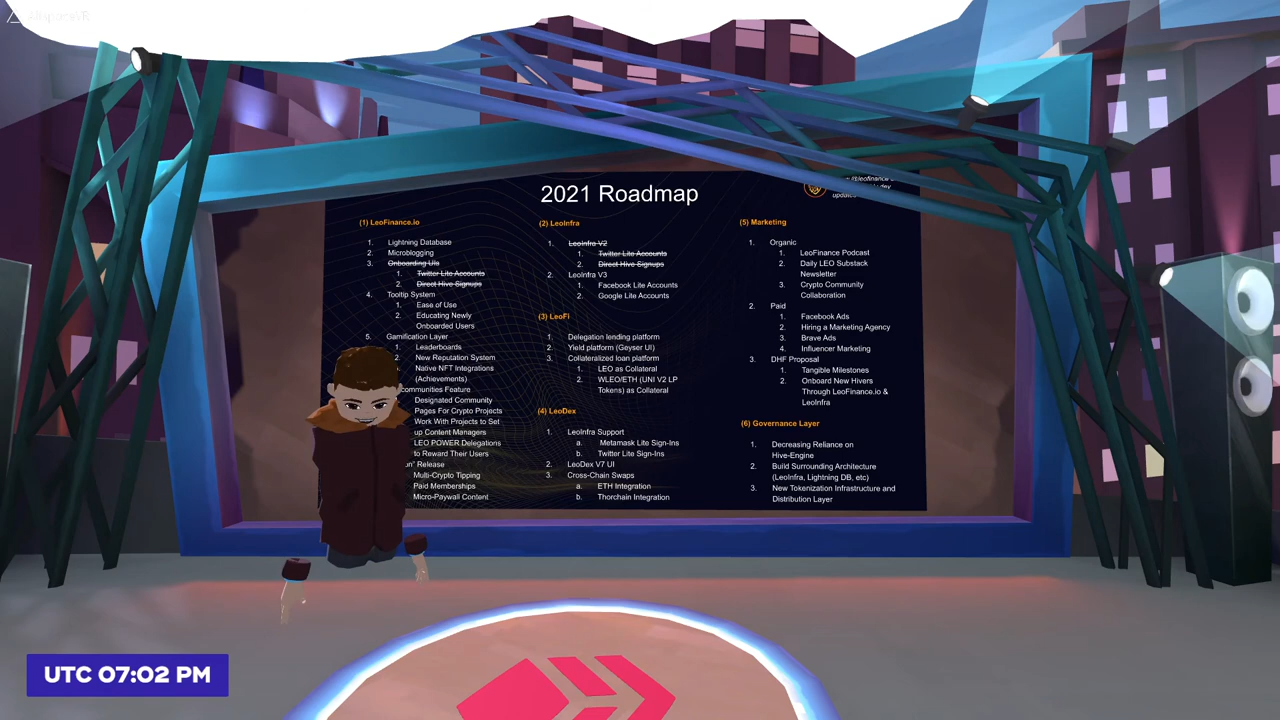 AltspaceVR
2021 Roadmap
#leofinance
dev
updates
(1) LeoFinance.io
1. Lightning Database
2. Microblogging
3. Onboarding UIs
1. Twitter Lite Accounts
2. Direct Hive Signups
4. Tooltip System
1. Ease of Use
2. Educating Newly
Onboarded Users
5. Gamification Layer
1. Leaderboards
2. New Reputation System
Native NFT Integrations
(Achievements)
Communities Feature
Designated Community
Pages For Crypto Projects
Work With Projects to Set
up Content Managers
LEO POWER Delegations
to Reward Their Users
Release
Multi-Crypto Tipping
Paid Memberships
Micro-Paywall Content
(2) LeoInfra
1. LeoInfra V2
1. Twitter Lite Accounts
2. Direct Hive Signups
2. LeoInfra V3
1. Facebook Lite Accounts
2. Google Lite Accounts
(3) LeoFi
1. Delegation lending platform
2. Yield platform (Geyser UI)
3. Collateralized loan platform
1. LEO as Collateral
2. WLEO/ETH (UNI V2 LP
Tokens) as Collateral
(4) LeoDex
1. LeoInfra Support
a. Metamask Lite Sign-Ins
b. Twitter Lite Sign-Ins
2. LeoDex V7 UI
3. Cross-Chain Swaps
a. ETH Integration
b. Thorchain Integration
(5) Marketing
1. Organic
1. LeoFinance Podcast
2. Daily LEO Substack
Newsletter
3. Crypto Community
Collaboration
2. Paid
1. Facebook Ads
2. Hiring a Marketing Agency
3. Brave Ads
4. Influencer Marketing
3. DHF Proposal
1. Tangible Milestones
2. Onboard New Hivers
Through LeoFinance.io &
LeoInfra
(6) Governance Layer
1. Decreasing Reliance on
Hive-Engine
2. Build Surrounding Architecture
(LeoInfra, Lightning DB, etc)
3. New Tokenization Infrastructure and
Distribution Layer
UTC 07:02 PM